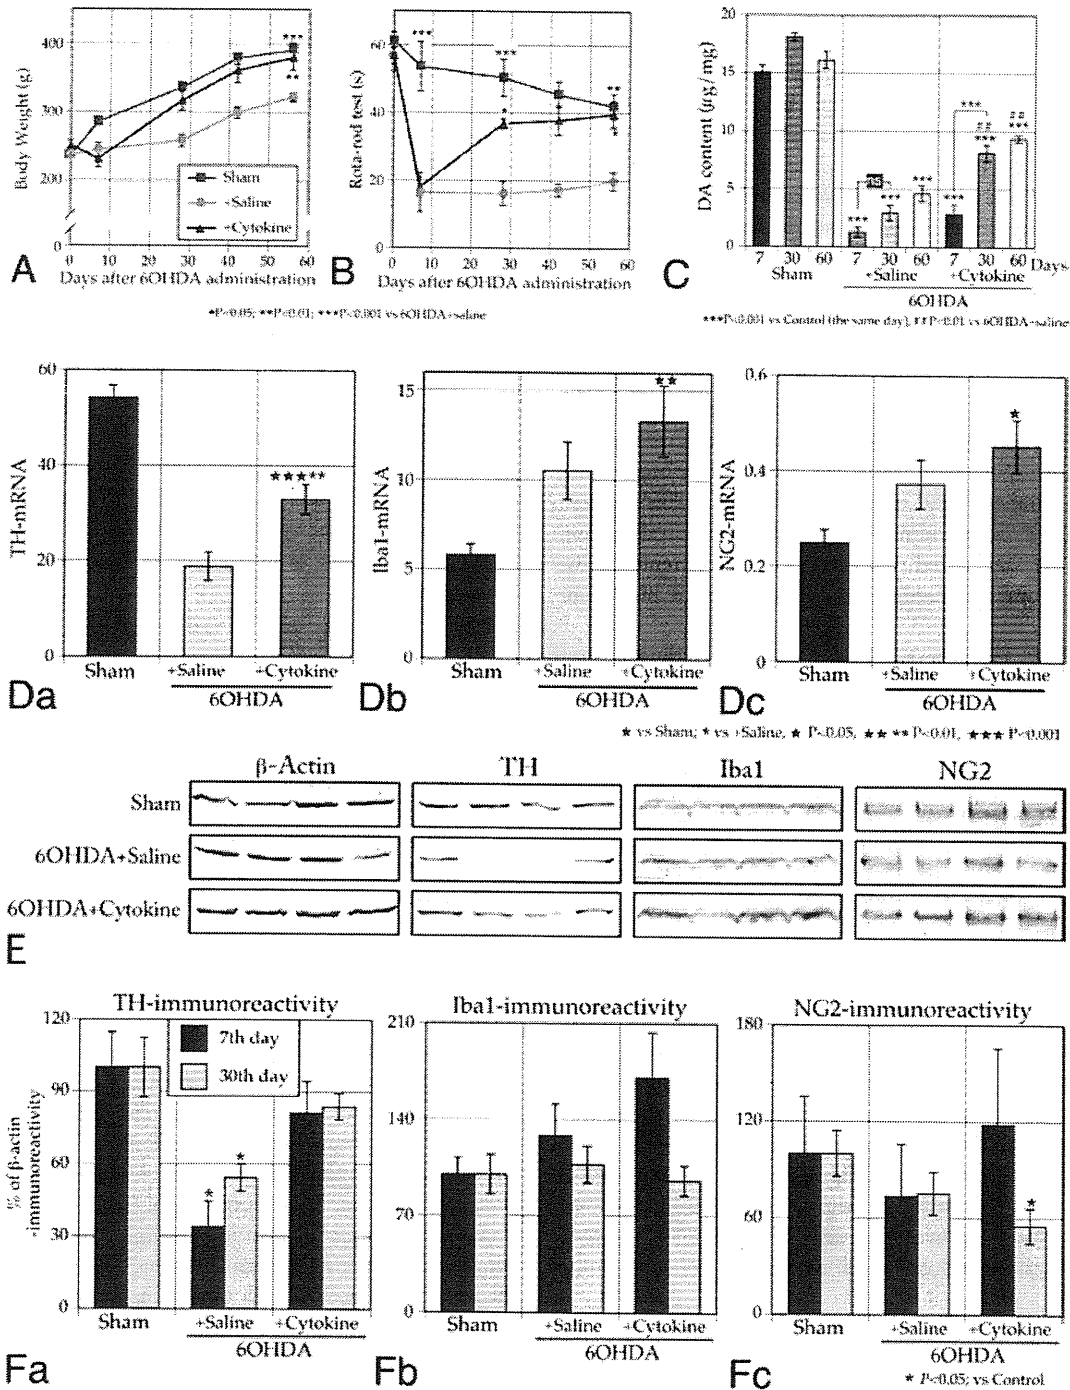 400
300
200
0
Body Weight (g)
***
**
Sham
+Saline
+Cytokine
0 10 20 30 40 50 60
A
Days after 6OHDA administration
60
40
20
0
Rota-rod test (s)
***
***
**
*
*
*
0 10 20 30 40 50 60
B
Days after 6OHDA administration
20
15
10
5
0
DA content (µg/mg)
***
***
***
***
***
***
***
7 30 60 7 30 60 7 30 60 Days
Sham +Saline +Cytokine
6OHDA
C
*P<0.05; **P<0.01; ***P<0.001 vs 6OHDA+saline
***P<0.001 vs Control (the same day), ‡‡P<0.01 vs 6OHDA+saline
60
40
20
0
TH-mRNA
★★★**
Sham +Saline +Cytokine
6OHDA
Da
15
10
5
0
Iba1-mRNA
★★
Sham +Saline +Cytokine
6OHDA
Db
0.6
0.4
0.2
0
NG2-mRNA
★
Sham +Saline +Cytokine
6OHDA
Dc
★ vs Sham; * vs +Saline, ★ P<0.05, ★★ ** P<0.01, ★★★ P<0.001
β-Actin TH Iba1 NG2
Sham
6OHDA+Saline
6OHDA+Cytokine
E
TH-immunoreactivity
120
90
60
30
0
% of β-actin
-immunoreactivity
7th day
30th day
★
★
Sham +Saline +Cytokine
6OHDA
Fa
Iba1-immunoreactivity
210
140
70
0
Sham +Saline +Cytokine
6OHDA
Fb
NG2-immunoreactivity
180
120
60
0
★
Sham +Saline +Cytokine
6OHDA
Fc
★ P<0.05; vs Control